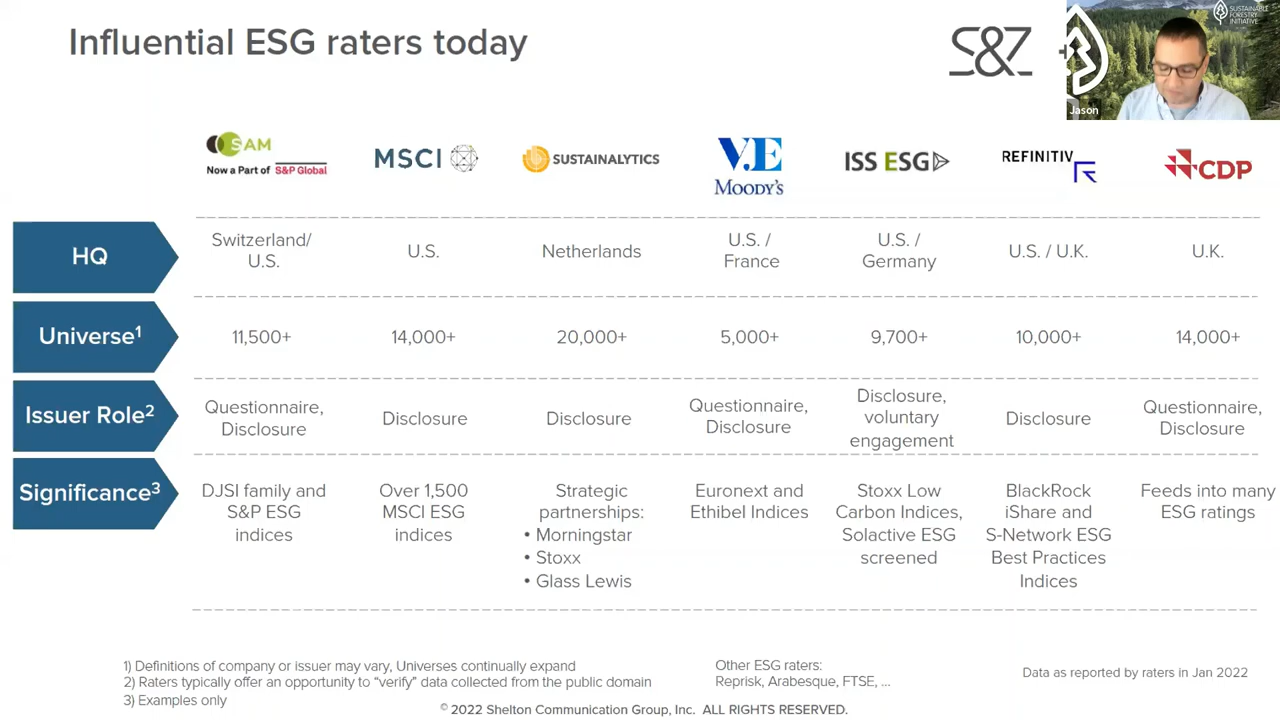 Influential ESG raters today
S&Z
SUSTAINABLE
FORESTRY
INITIATIVE
Jason
SAM
Now a Part of S&P Global
MSCI
SUSTAINALYTICS
V.E
MOODY'S
ISS ESG
REFINITIV
CDP
HQ
Switzerland/
U.S.
U.S.
Netherlands
U.S. /
France
U.S. /
Germany
U.S. / U.K.
U.K.
Universe1
11,500+
14,000+
20,000+
5,000+
9,700+
10,000+
14,000+
Issuer Role2
Questionnaire,
Disclosure
Disclosure
Disclosure
Questionnaire,
Disclosure
Disclosure,
voluntary
engagement
Disclosure
Questionnaire,
Disclosure
Significance3
DJSI family and
S&P ESG
indices
Over 1,500
MSCI ESG
indices
Strategic
partnerships:
• Morningstar
• Stoxx
• Glass Lewis
Euronext and
Ethibel Indices
Stoxx Low
Carbon Indices,
Solactive ESG
screened
BlackRock
iShare and
S-Network ESG
Best Practices
Indices
Feeds into many
ESG ratings
1) Definitions of company or issuer may vary, Universes continually expand
2) Raters typically offer an opportunity to “verify” data collected from the public domain
3) Examples only
Other ESG raters:
Reprisk, Arabesque, FTSE, ...
Data as reported by raters in Jan 2022
© 2022 Shelton Communication Group, Inc. ALL RIGHTS RESERVED.